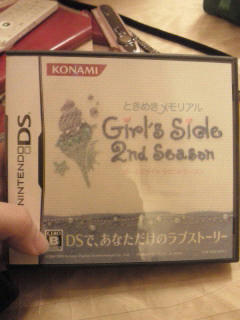 KONAMI
NINTENDO DS
ときめきメモリアル
Girl's Side
2nd Season
B
DSで、あなただけのラブストーリー